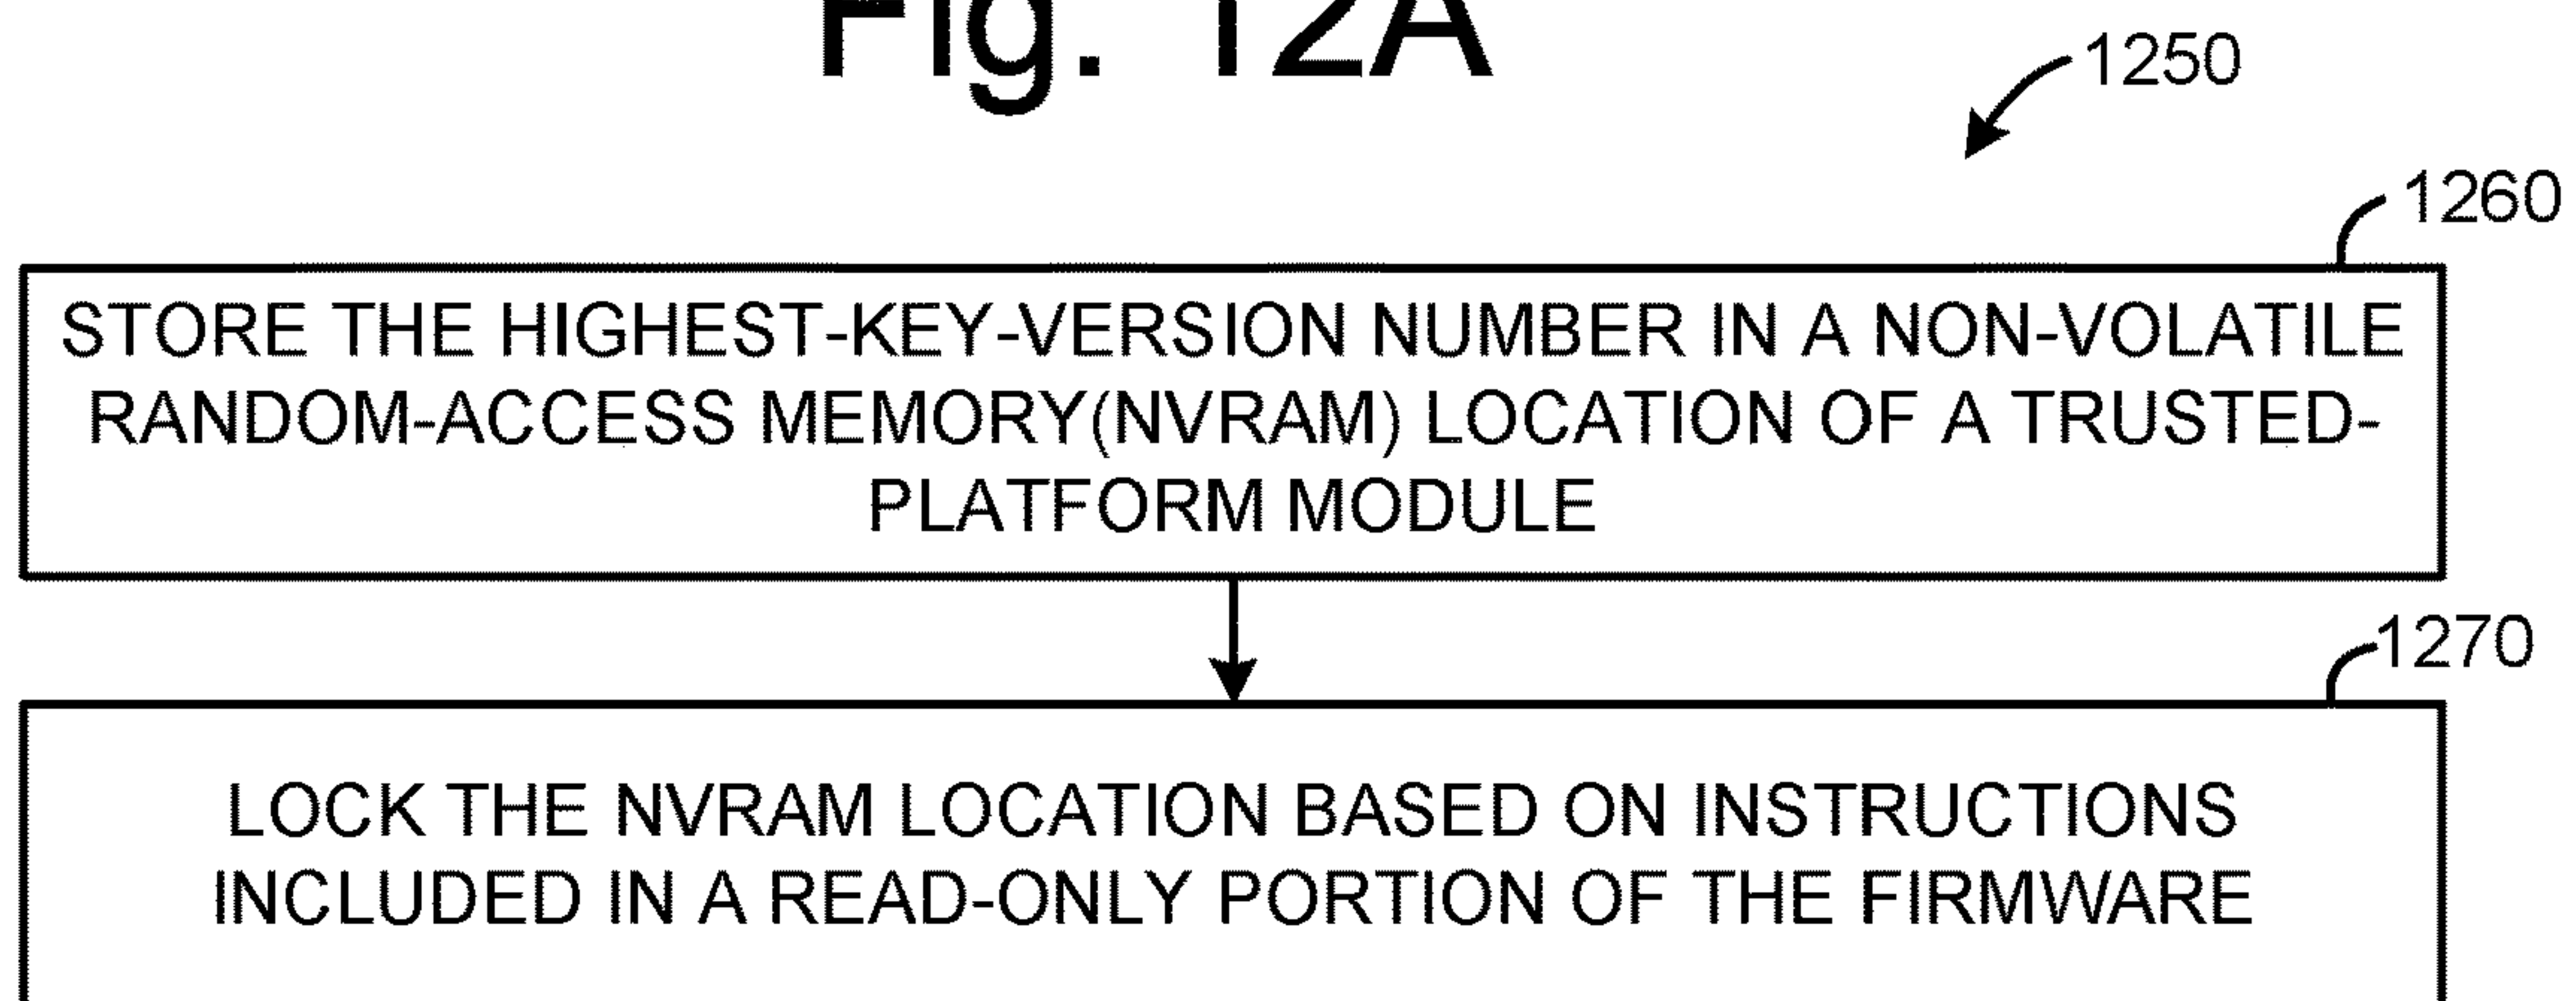 Fig. 12A
1250
1260
STORE THE HIGHEST-KEY-VERSION NUMBER IN A NON-VOLATILE
RANDOM-ACCESS MEMORY(NVRAM) LOCATION OF A TRUSTED-
PLATFORM MODULE
1270
LOCK THE NVRAM LOCATION BASED ON INSTRUCTIONS
INCLUDED IN A READ-ONLY PORTION OF THE FIRMWARE